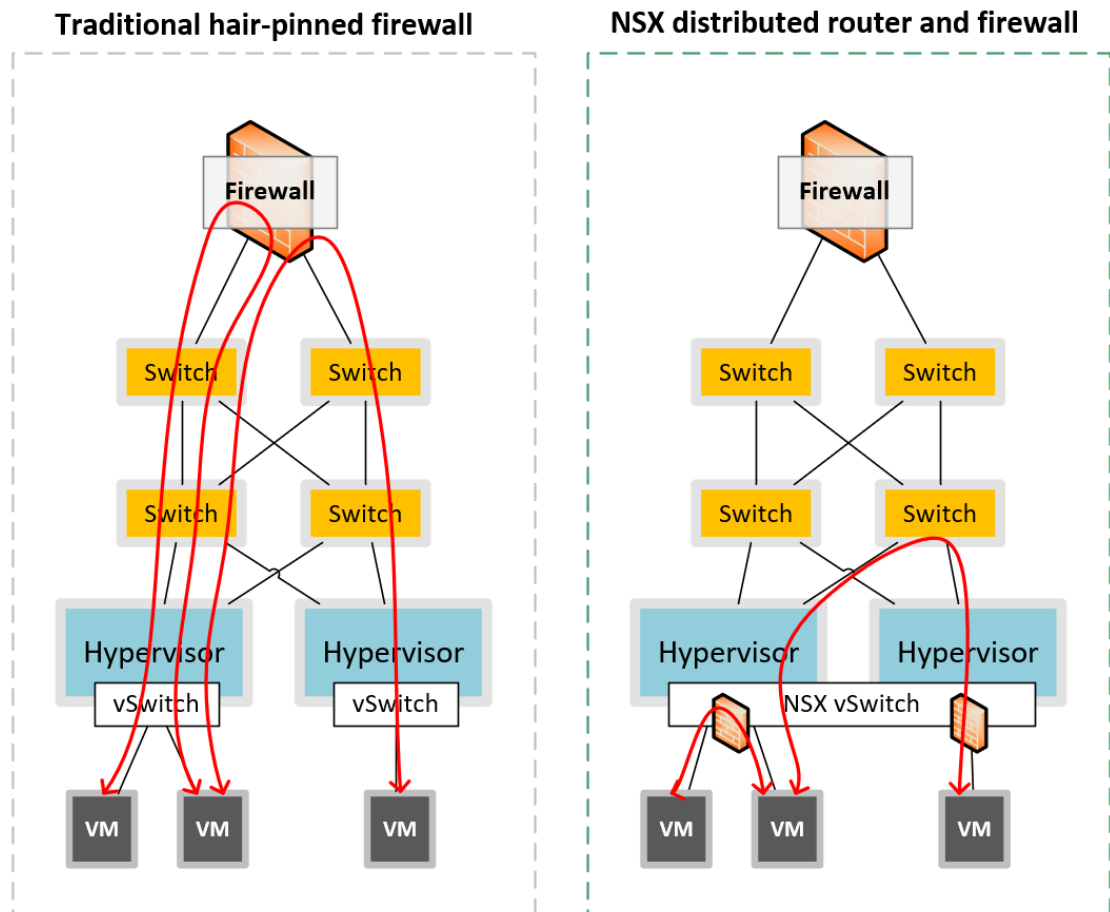 Traditional hair-pinned firewall
Firewall
Switch Switch
Switch Switch
Hypervisor Hypervisor
vSwitch vSwitch
VM VM VM
NSX distributed router and firewall
Firewall
Switch Switch
Switch Switch
Hypervisor Hypervisor
NSX vSwitch
VM VM VM